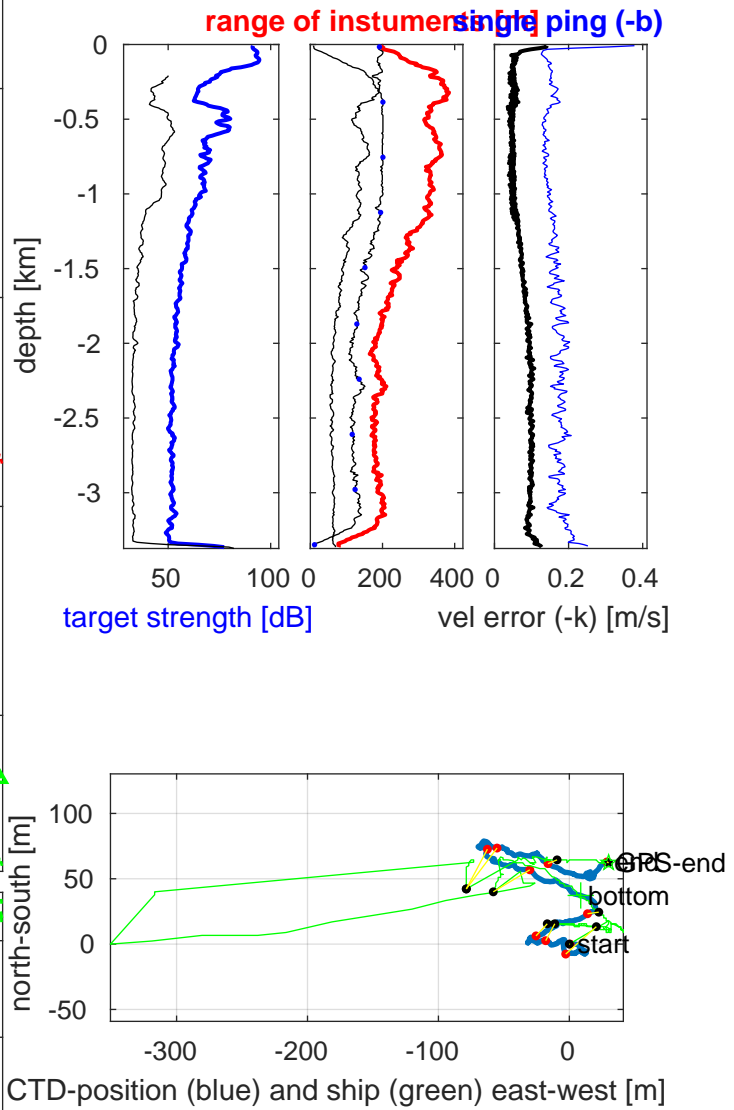 range of instuments [m]
single ping (-b)
0
-0.5
-1
-1.5
-2
-2.5
-3
depth [km]
50 100 0 200 400 0 0.2 0.4
target strength [dB]
vel error (-k) [m/s]
100
50
0
-50
north-south [m]
end
GPS-end
bottom
start
-300 -200 -100 0
CTD-position (blue) and ship (green) east-west [m]